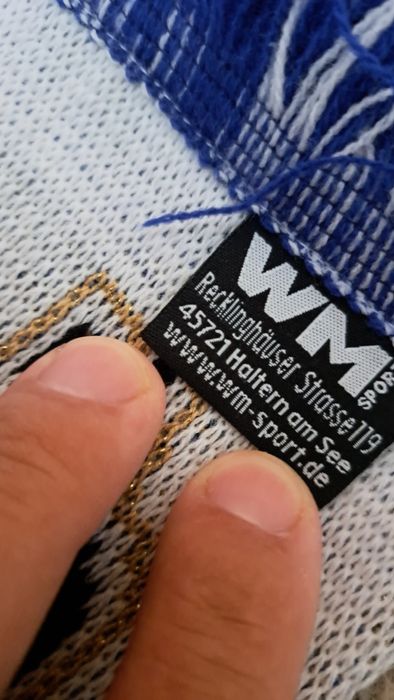 WM
SPORT
Recklinghäuser Strasse 119
45721 Haltern am See
www.wm-sport.de